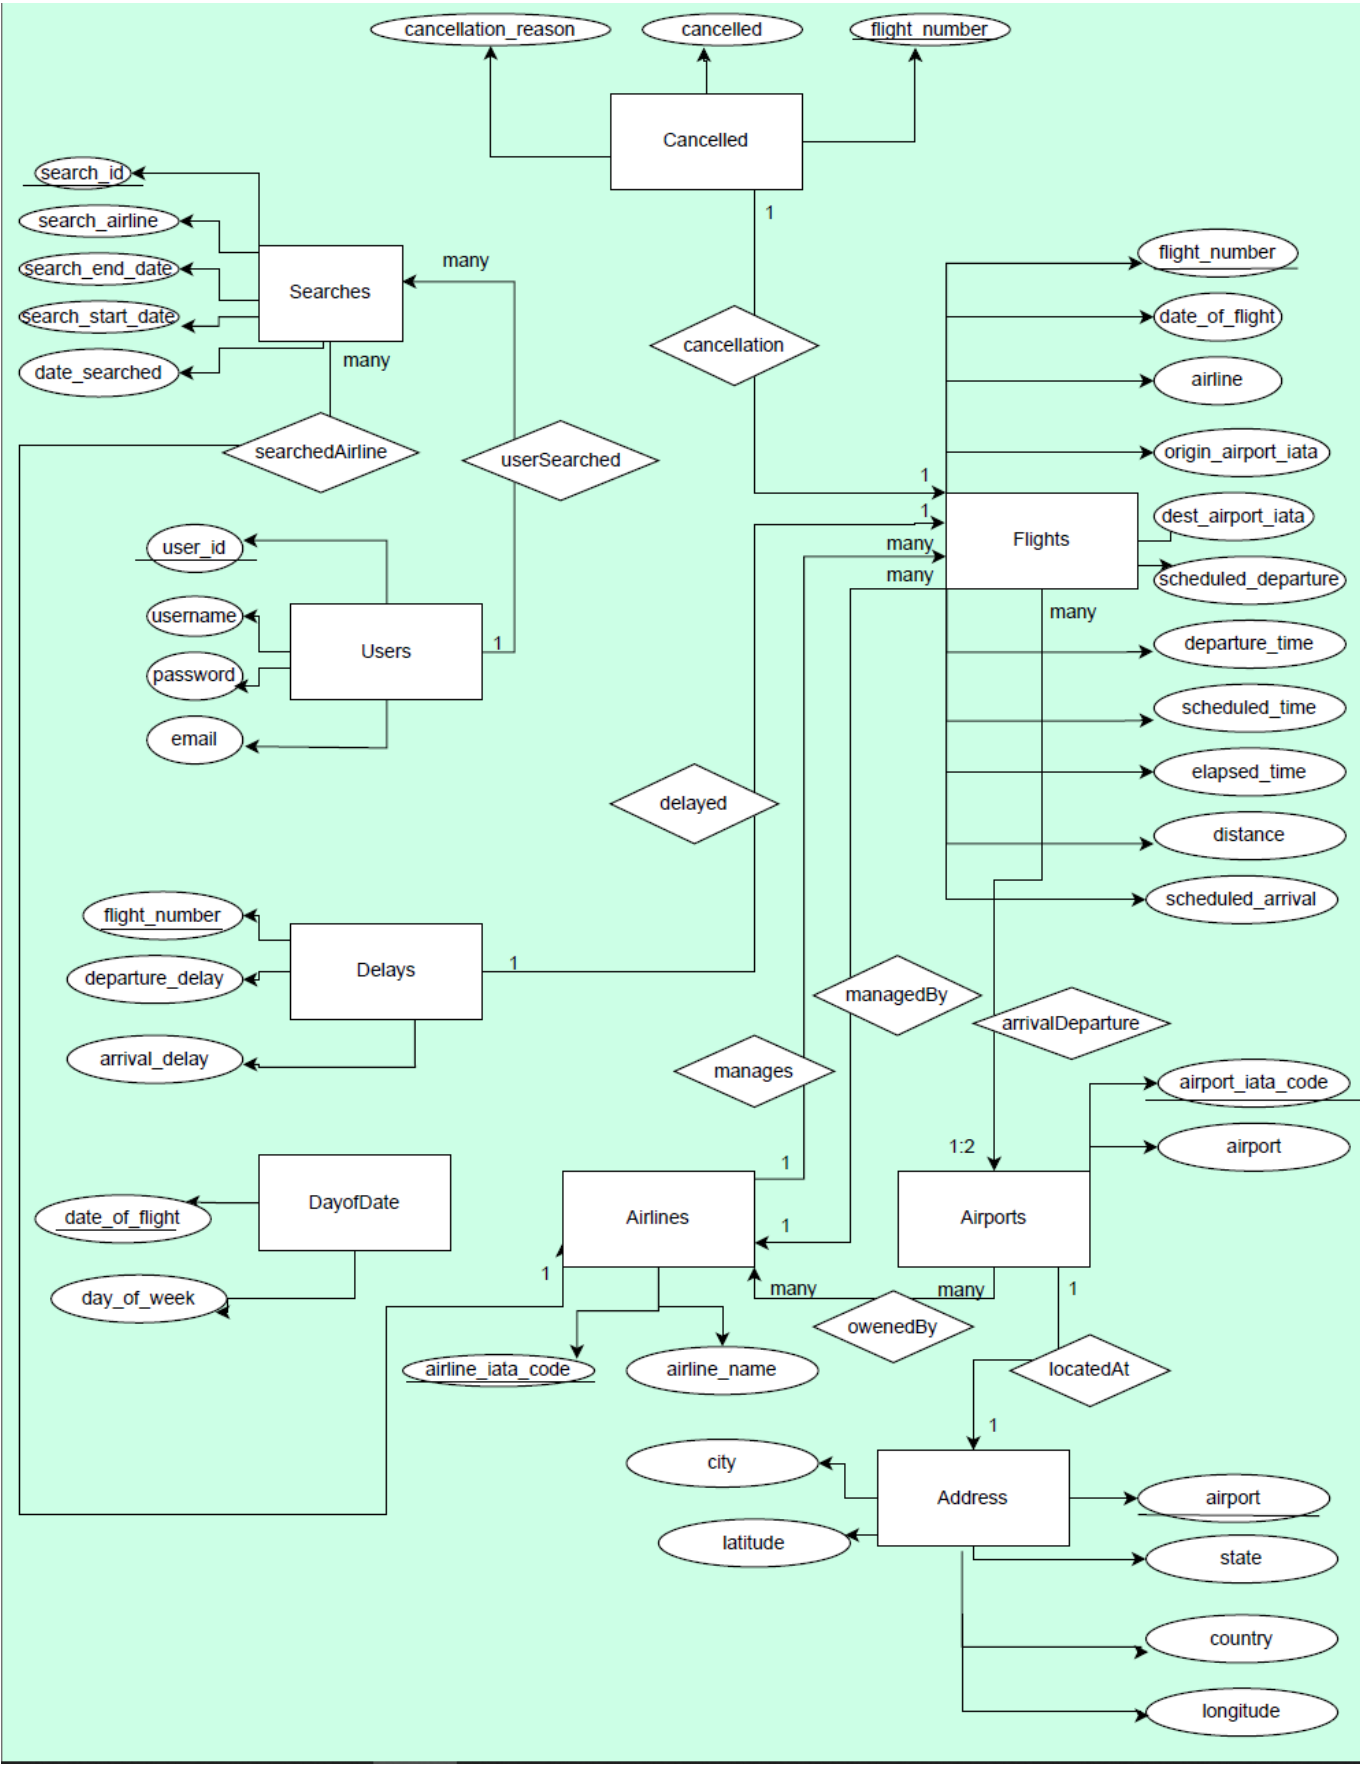 cancellation_reason
cancelled
flight_number
Cancelled
1
search_id
search_airline
search_end_date
search_start_date
date_searched
Searches
many
many
cancellation
searchedAirline
userSearched
flight_number
date_of_flight
airline
origin_airport_iata
dest_airport_iata
scheduled_departure
departure_time
scheduled_time
elapsed_time
distance
scheduled_arrival
1
1
many
many
Flights
many
user_id
username
password
email
Users
1
delayed
flight_number
departure_delay
arrival_delay
Delays
1
managedBy
arrivalDeparture
manages
airport_iata_code
airport
1:2
1
1
DayofDate
date_of_flight
day_of_week
Airlines
Airports
1
many
many
1
owenedBy
locatedAt
airline_iata_code
airline_name
1
city
latitude
Address
airport
state
country
longitude